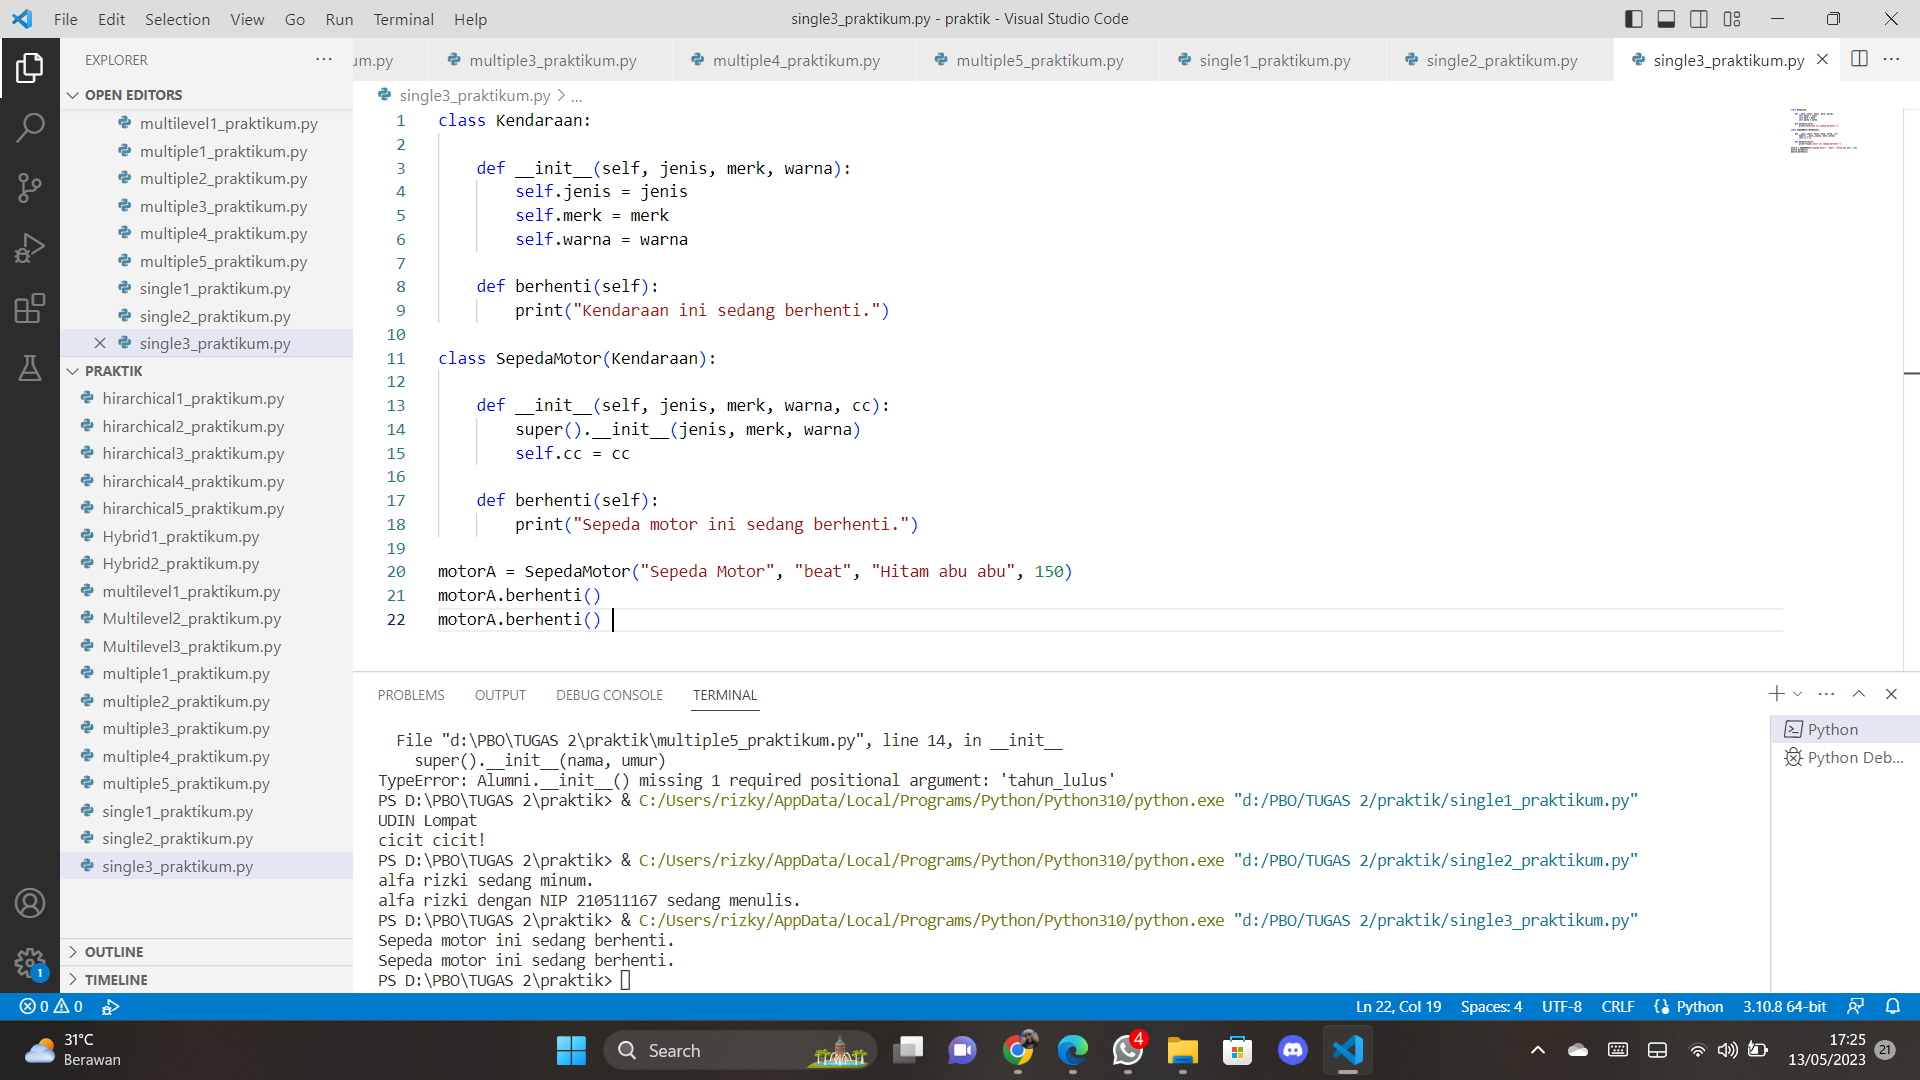 File Edit Selection View Go Run Terminal Help
single3_praktikum.py - praktik - Visual Studio Code
EXPLORER
um.py
multiple3_praktikum.py
multiple4_praktikum.py
multiple5_praktikum.py
single1_praktikum.py
single2_praktikum.py
single3_praktikum.py
OPEN EDITORS
multilevel1_praktikum.py
multiple1_praktikum.py
multiple2_praktikum.py
multiple3_praktikum.py
multiple4_praktikum.py
multiple5_praktikum.py
single1_praktikum.py
single2_praktikum.py
single3_praktikum.py
PRAKTIK
hirarchical1_praktikum.py
hirarchical2_praktikum.py
hirarchical3_praktikum.py
hirarchical4_praktikum.py
hirarchical5_praktikum.py
Hybrid1_praktikum.py
Hybrid2_praktikum.py
multilevel1_praktikum.py
Multilevel2_praktikum.py
Multilevel3_praktikum.py
multiple1_praktikum.py
multiple2_praktikum.py
multiple3_praktikum.py
multiple4_praktikum.py
multiple5_praktikum.py
single1_praktikum.py
single2_praktikum.py
single3_praktikum.py
OUTLINE
TIMELINE
single3_praktikum.py > ...
1 class Kendaraan:
2
3     def __init__(self, jenis, merk, warna):
4         self.jenis = jenis
5         self.merk = merk
6         self.warna = warna
7
8     def berhenti(self):
9         print("Kendaraan ini sedang berhenti.")
10
11 class SepedaMotor(Kendaraan):
12
13     def __init__(self, jenis, merk, warna, cc):
14         super().__init__(jenis, merk, warna)
15         self.cc = cc
16
17     def berhenti(self):
18         print("Sepeda motor ini sedang berhenti.")
19
20 motorA = SepedaMotor("Sepeda Motor", "beat", "Hitam abu abu", 150)
21 motorA.berhenti()
22 motorA.berhenti()
PROBLEMS OUTPUT DEBUG CONSOLE TERMINAL
File "d:\PBO\TUGAS 2\praktik\multiple5_praktikum.py", line 14, in __init__
super().__init__(nama, umur)
TypeError: Alumni.__init__() missing 1 required positional argument: 'tahun_lulus'
PS D:\PBO\TUGAS 2\praktik> & C:/Users/rizky/AppData/Local/Programs/Python/Python310/python.exe "d:/PBO/TUGAS 2/praktik/single1_praktikum.py"
UDIN Lompat
cicit cicit!
PS D:\PBO\TUGAS 2\praktik> & C:/Users/rizky/AppData/Local/Programs/Python/Python310/python.exe "d:/PBO/TUGAS 2/praktik/single2_praktikum.py"
alfa rizki sedang minum.
alfa rizki dengan NIP 210511167 sedang menulis.
PS D:\PBO\TUGAS 2\praktik> & C:/Users/rizky/AppData/Local/Programs/Python/Python310/python.exe "d:/PBO/TUGAS 2/praktik/single3_praktikum.py"
Sepeda motor ini sedang berhenti.
Sepeda motor ini sedang berhenti.
PS D:\PBO\TUGAS 2\praktik>
Python
Python Deb...
1
0 0
Ln 22, Col 19 Spaces: 4 UTF-8 CRLF Python 3.10.8 64-bit
31°C
Berawan
Search
4
17:25
13/05/2023
21